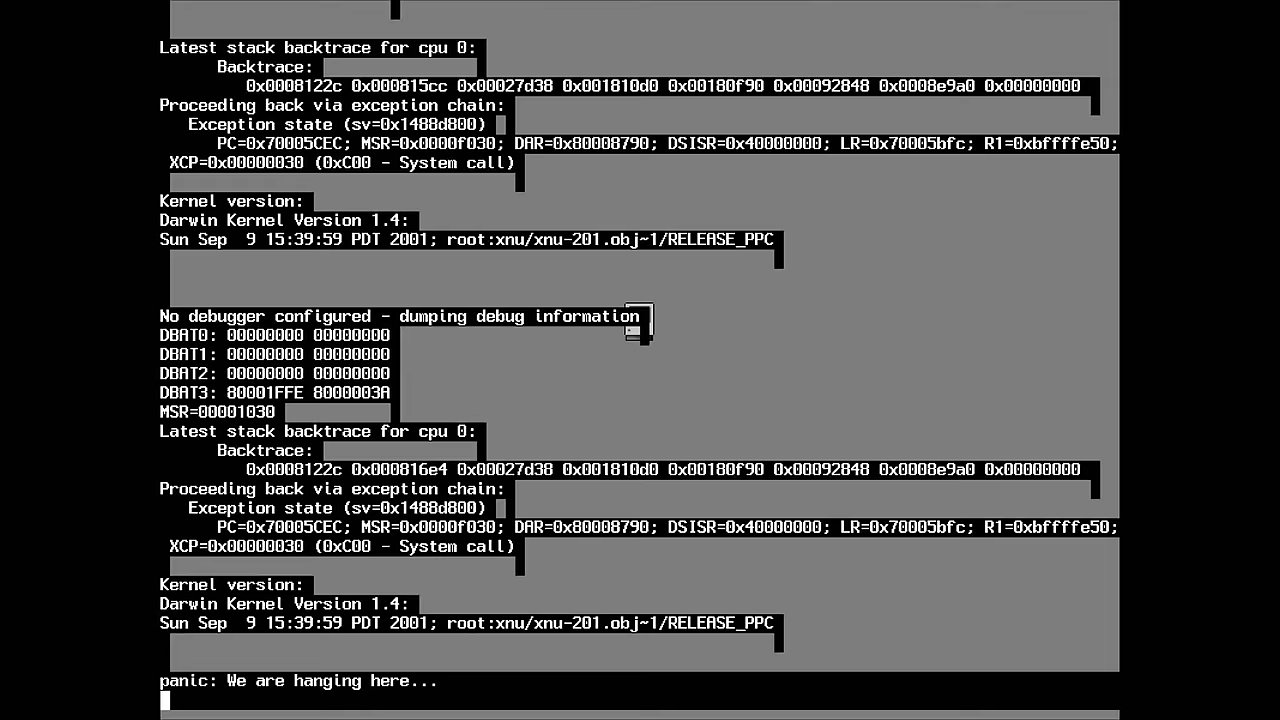 Latest stack backtrace for cpu 0:
Backtrace:
0x0008122c 0x000815cc 0x00027d38 0x001810d0 0x00180f90 0x00092848 0x0008e9a0 0x00000000
Proceeding back via exception chain:
Exception state (sv=0x1488d800)
PC=0x70005CEC; MSR=0x0000f030; DAR=0x80008790; DSISR=0x40000000; LR=0x70005bfc; R1=0xbffffe50;
XCP=0x00000030 (0xC00 - System call)
Kernel version:
Darwin Kernel Version 1.4:
Sun Sep  9 15:39:59 PDT 2001; root:xnu/xnu-201.obj~1/RELEASE_PPC
No debugger configured - dumping debug information
DBAT0: 00000000 00000000
DBAT1: 00000000 00000000
DBAT2: 00000000 00000000
DBAT3: 80001FFE 8000003A
MSR=00001030
Latest stack backtrace for cpu 0:
Backtrace:
0x0008122c 0x000816e4 0x00027d38 0x001810d0 0x00180f90 0x00092848 0x0008e9a0 0x00000000
Proceeding back via exception chain:
Exception state (sv=0x1488d800)
PC=0x70005CEC; MSR=0x0000f030; DAR=0x80008790; DSISR=0x40000000; LR=0x70005bfc; R1=0xbffffe50;
XCP=0x00000030 (0xC00 - System call)
Kernel version:
Darwin Kernel Version 1.4:
Sun Sep  9 15:39:59 PDT 2001; root:xnu/xnu-201.obj~1/RELEASE_PPC
panic: We are hanging here...